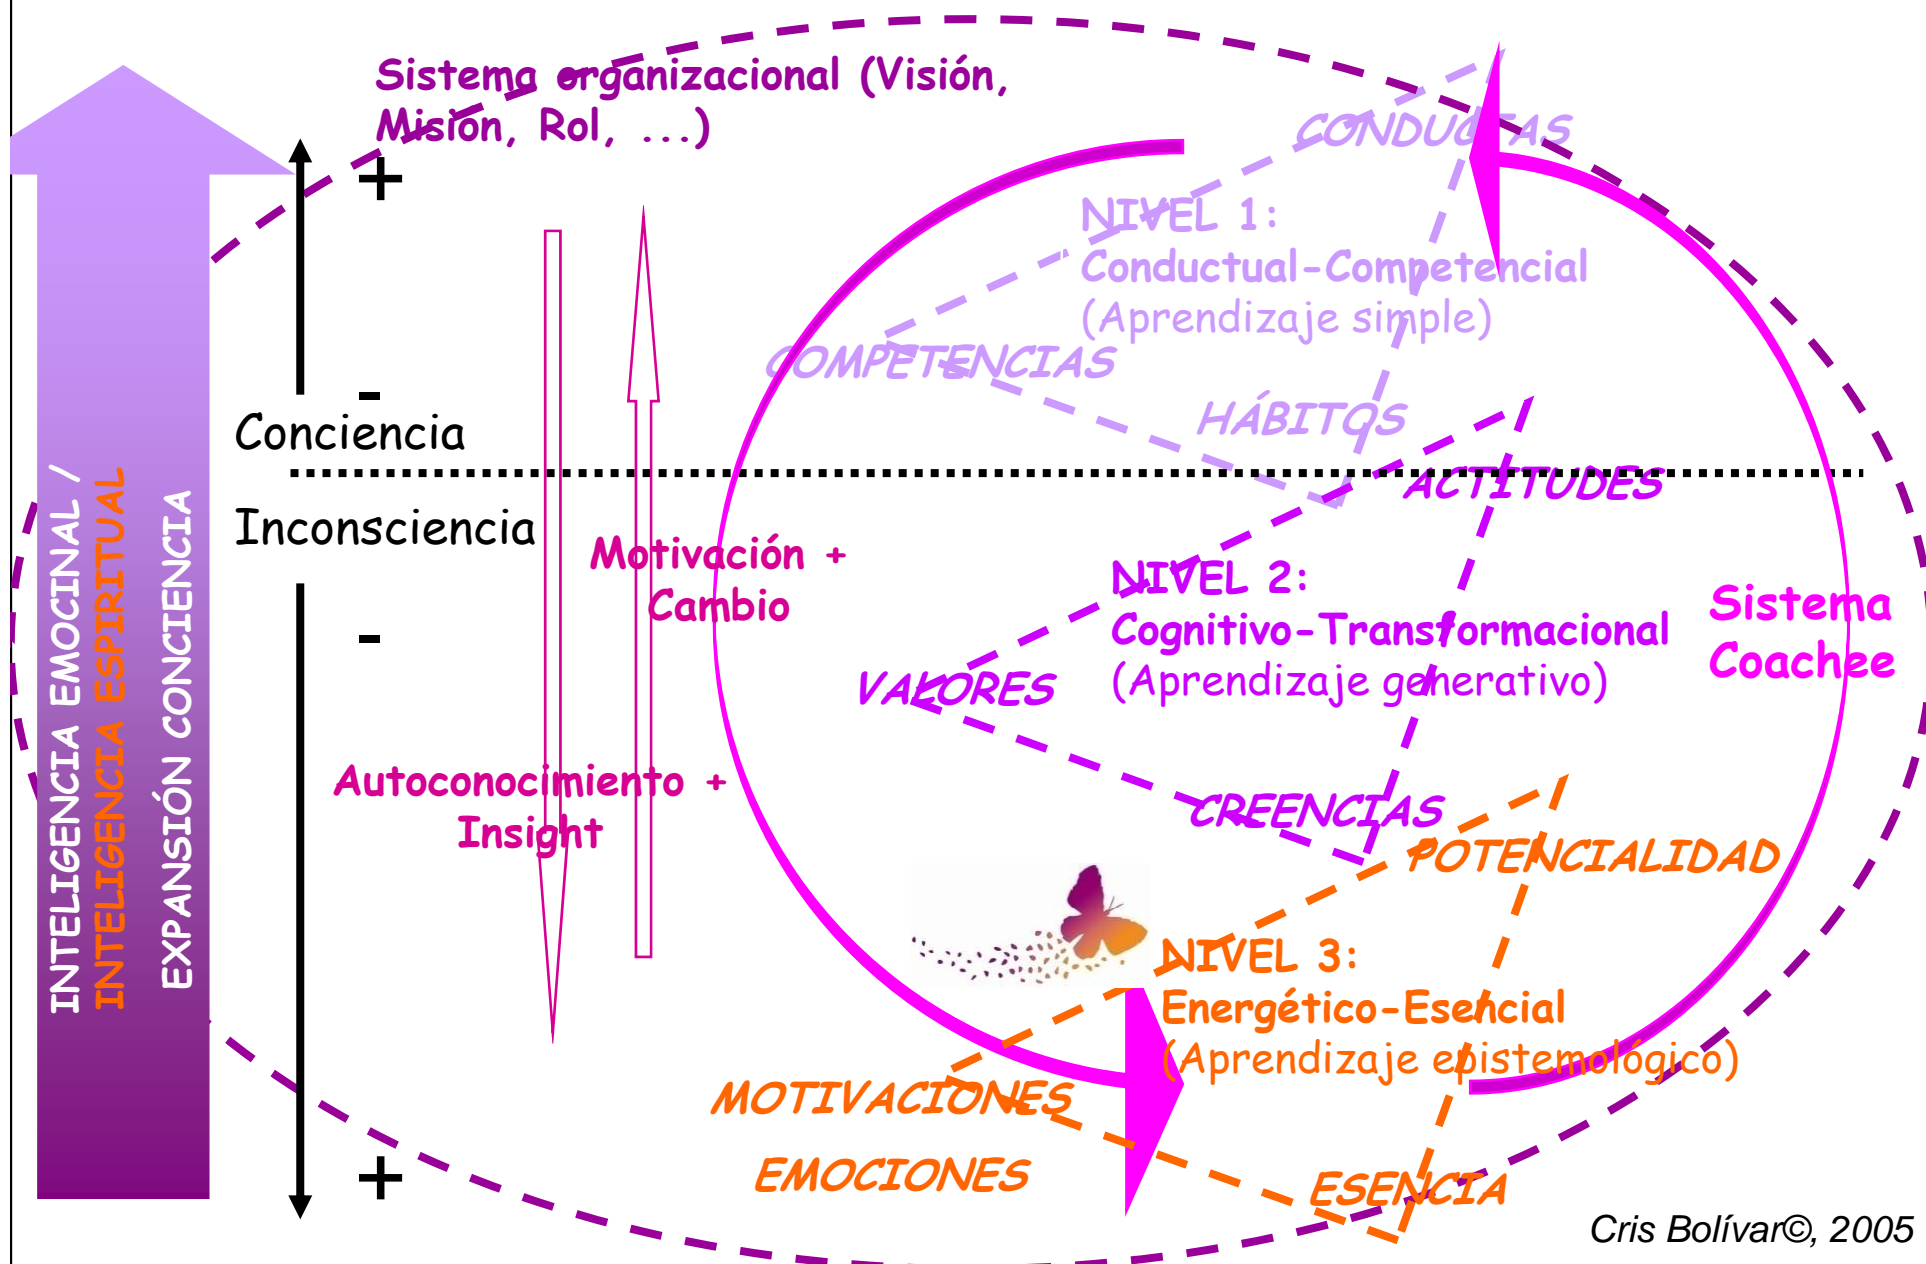 Sistema organizacional (Visión,
Misión, Rol, ...)
+
-
Conciencia
Inconsciencia
-
+
INTELIGENCIA EMOCINAL /
INTELIGENCIA ESPIRITUAL
EXPANSIÓN CONCIENCIA
Motivación +
Cambio
Autoconocimiento +
Insight
CONDUCTAS
NIVEL 1:
Conductual-Competencial
(Aprendizaje simple)
COMPETENCIAS
HÁBITOS
ACTITUDES
NIVEL 2:
Cognitivo-Transformacional
(Aprendizaje generativo)
VALORES
CREENCIAS
Sistema
Coachee
POTENCIALIDAD
NIVEL 3:
Energético-Esencial
(Aprendizaje epistemológico)
MOTIVACIONES
EMOCIONES
ESENCIA
Cris Bolívar©, 2005